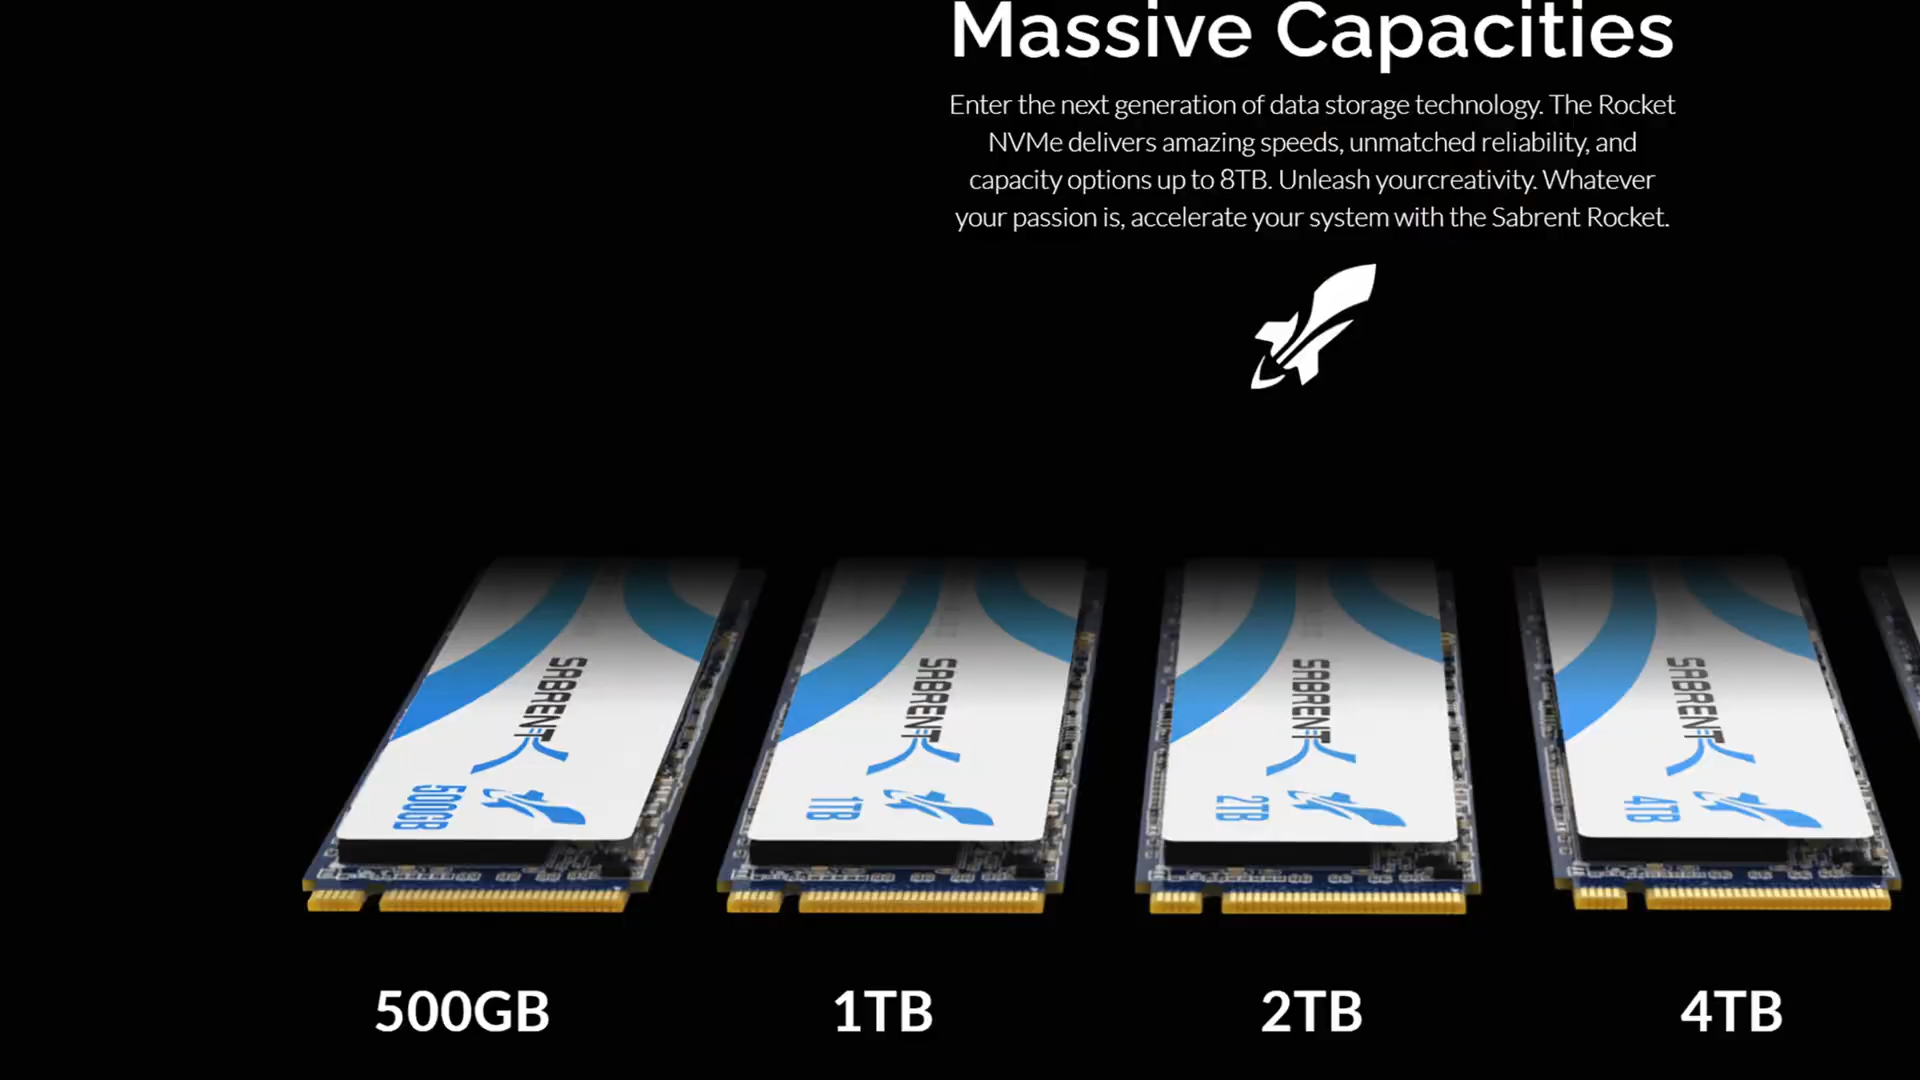 Massive Capacities
Enter the next generation of data storage technology. The Rocket
NVMe delivers amazing speeds, unmatched reliability, and
capacity options up to 8TB. Unleash yourcreativity. Whatever
your passion is, accelerate your system with the Sabrent Rocket.
SABRENT
500GB
SABRENT
1TB
SABRENT
2TB
SABRENT
4TB
500GB
1TB
2TB
4TB